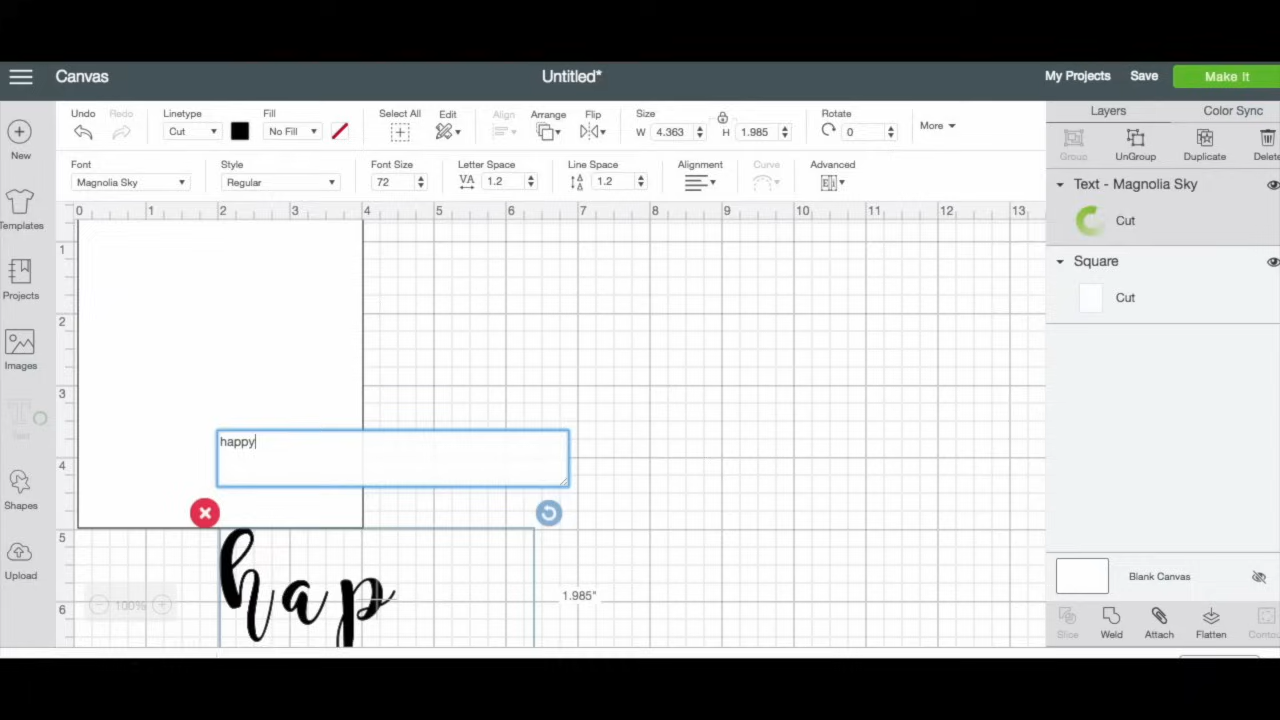 Canvas
Untitled*
My Projects
Save
Make It
Undo
Redo
Linetype
Cut
Fill
No Fill
Select All
Edit
Align
Arrange
Flip
Size
W 4.363
H 1.985
Rotate
0
More
Layers
Color Sync
New
Font
Magnolia Sky
Style
Regular
Font Size
72
Letter Space
VA 1.2
Line Space
1.2
Alignment
Curve
Advanced
Group
UnGroup
Duplicate
Delete
Text - Magnolia Sky
Cut
Square
Cut
Templates
Projects
Images
Text
Shapes
Upload
0 1 2 3 4 5 6 7 8 9 10 11 12 13
1
2
3
4
5
6
happy
hap
1.985"
100%
Blank Canvas
Slice
Weld
Attach
Flatten
Contou